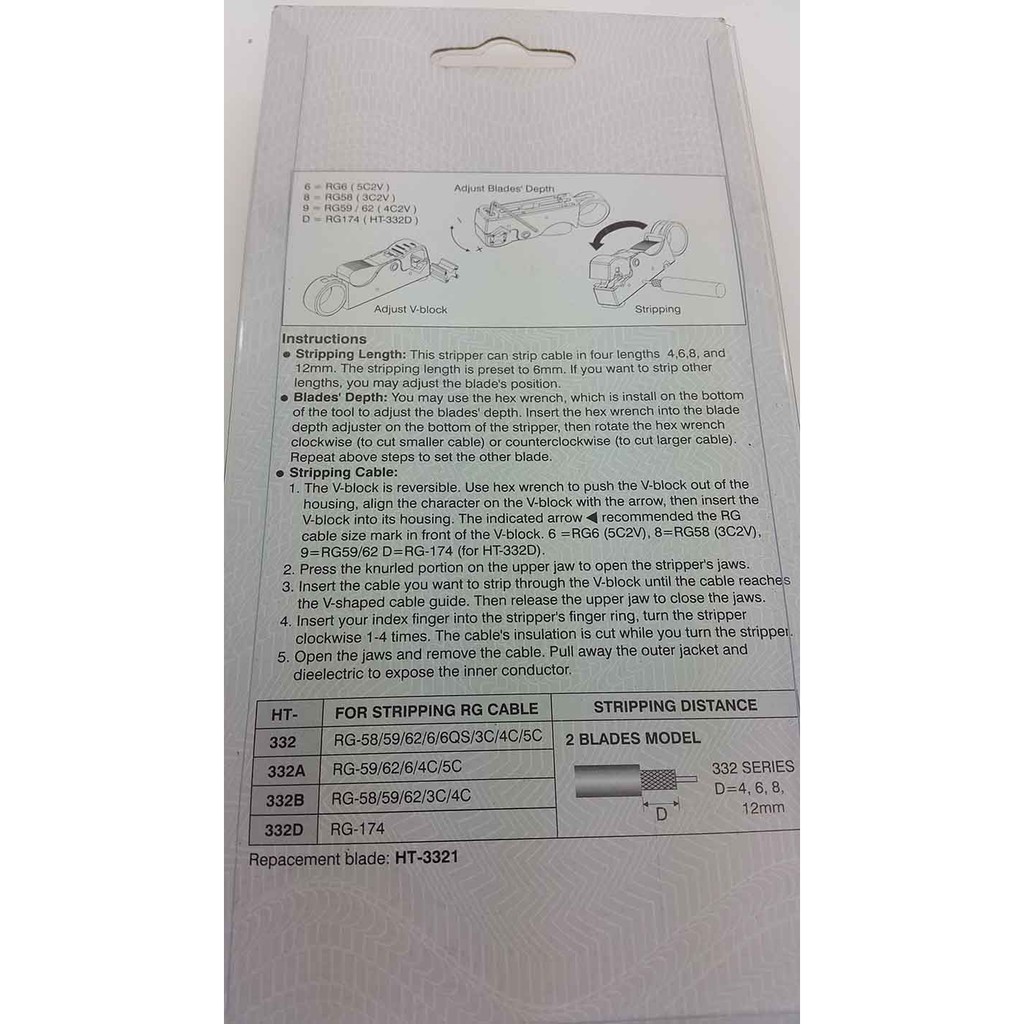 6 = RG6 ( 5C2V )
8 = RG58 ( 3C2V )
9 = RG59 / 62 ( 4C2V )
D = RG174 ( HT-332D )
Adjust Blades' Depth
- +
Adjust V-block
Stripping
Instructions
● Stripping Length: This stripper can strip cable in four lengths 4,6,8, and
12mm. The stripping length is preset to 6mm. If you want to strip other
lengths, you may adjust the blade's position.
● Blades' Depth: You may use the hex wrench, which is install on the bottom
of the tool to adjust the blades' depth. Insert the hex wrench into the blade
depth adjuster on the bottom of the stripper, then rotate the hex wrench
clockwise (to cut smaller cable) or counterclockwise (to cut larger cable).
Repeat above steps to set the other blade.
● Stripping Cable:
1. The V-block is reversible. Use hex wrench to push the V-block out of the
housing, align the character on the V-block with the arrow, then insert the
V-block into its housing. The indicated arrow ◀ recommended the RG
cable size mark in front of the V-block. 6 =RG6 (5C2V), 8=RG58 (3C2V),
9=RG59/62 D=RG-174 (for HT-332D).
2. Press the knurled portion on the upper jaw to open the stripper's jaws.
3. Insert the cable you want to strip through the V-block until the cable reaches
the V-shaped cable guide. Then release the upper jaw to close the jaws.
4. Insert your index finger into the stripper's finger ring, turn the stripper
clockwise 1-4 times. The cable's insulation is cut while you turn the stripper.
5. Open the jaws and remove the cable. Pull away the outer jacket and
dieelectric to expose the inner conductor.
HT- FOR STRIPPING RG CABLE STRIPPING DISTANCE
332 RG-58/59/62/6/6QS/3C/4C/5C
332A RG-59/62/6/4C/5C
332B RG-58/59/62/3C/4C
332D RG-174
2 BLADES MODEL
332 SERIES
D=4, 6, 8,
12mm
D
Repacement blade: HT-3321